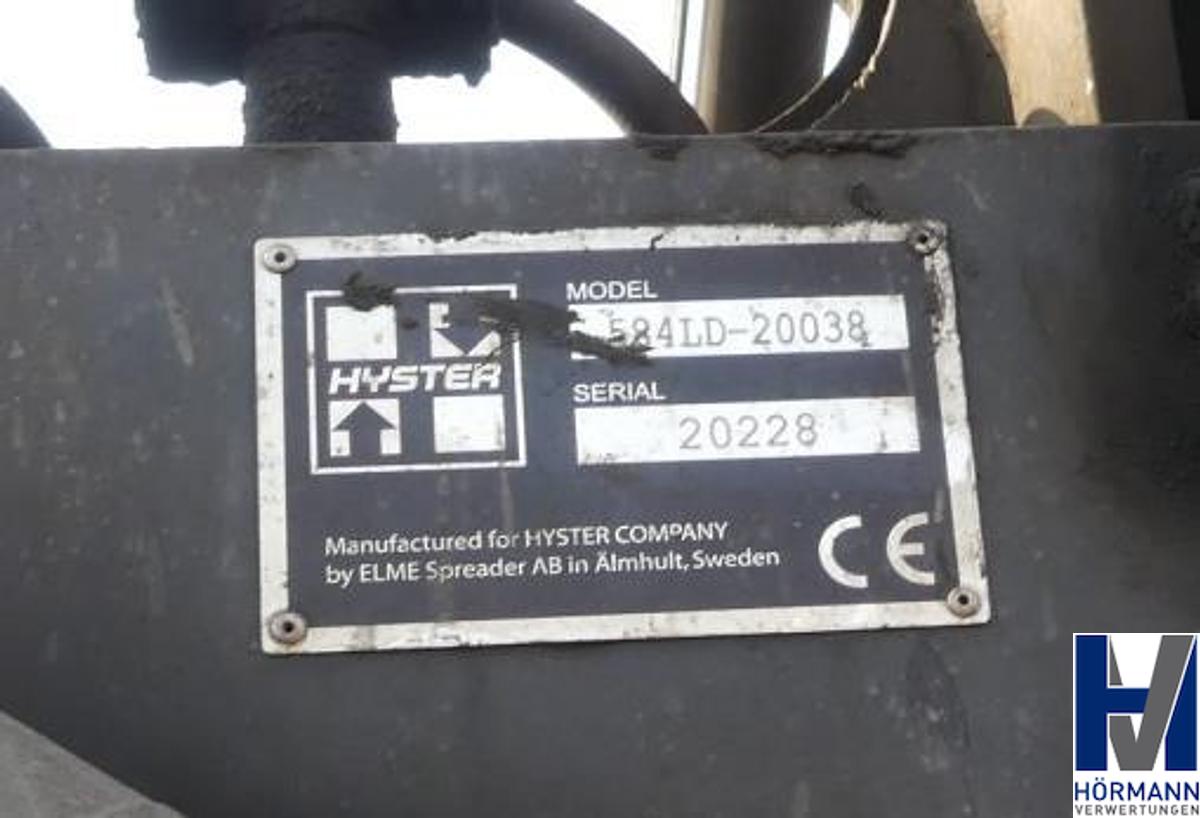 HYSTER
MODEL
584LD-20038
SERIAL
20228
Manufactured for HYSTER COMPANY
by ELME Spreader AB in Älmhult, Sweden
CE
HÖRMANN
VERWERTUNGEN